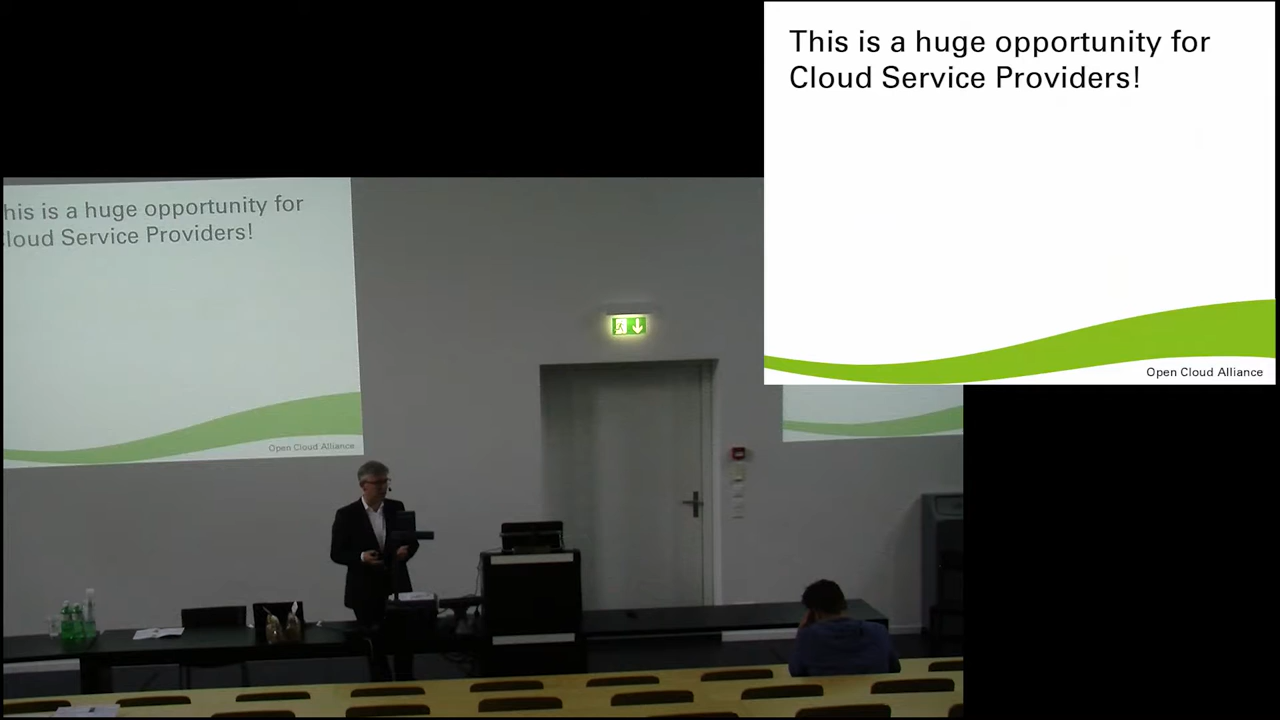 This is a huge opportunity for
Cloud Service Providers!
Open Cloud Alliance
his is a huge opportunity for
loud Service Providers!
Open Cloud Alliance